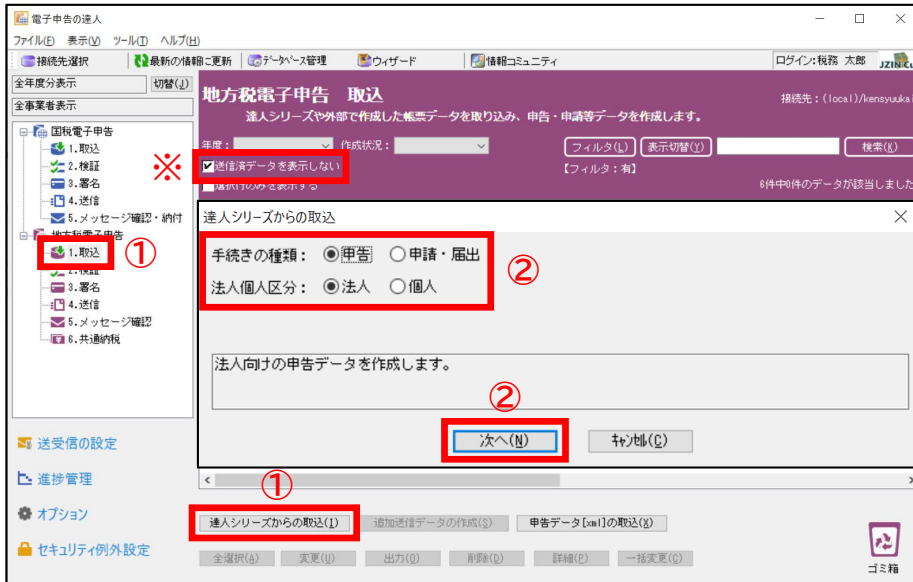 電子申告の達人
ファイル(F) 表示(V) ツール(T) ヘルプ(H)
接続先選択 最新の情報に更新 データベース管理 ウィザード 情報コミュニティ ログイン:税務 太郎
全年度分表示 切替(J)
全事業者表示
国税電子申告
1.取込
2.検証
3.署名
4.送信
5.メッセージ確認・納付
地方税電子申告
1.取込
①
2.検証
3.署名
4.送信
5.メッセージ確認
6.共通納税
送受信の設定
進捗管理
オプション
セキュリティ例外設定
地方税電子申告 取込
接続先:(local)/kensyuuka
達人シリーズや外部で作成した帳票データを取り込み、申告・申請等データを作成します。
年度: 作成状況: フィルタ(L) 表示切替(Y) 検索(K)
※ 送信済データを表示しない 【フィルタ:有】
選択行のみを表示する 6件中0件のデータが該当しました
達人シリーズからの取込
手続きの種類: 申告 申請・届出
法人個人区分: 法人 個人
②
法人向けの申告データを作成します。
②
次へ(N) キャンセル(C)
①
達人シリーズからの取込(I) 追加送信データの作成(S) 申告データ[xml]の取込(X)
全選択(A) 変更(U) 出力(O) 削除(D) 詳細(P) 一括変更(C)
ゴミ箱